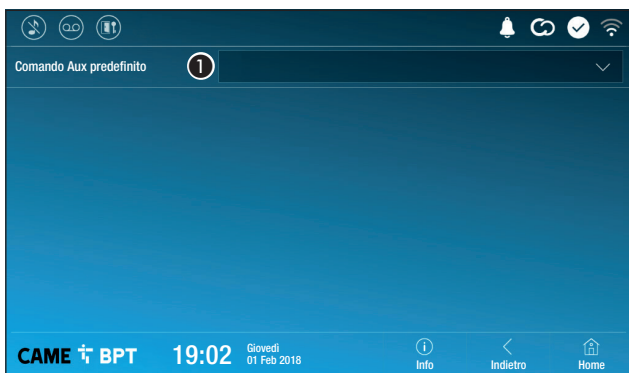 Comando Aux predefinito 1
CAME BPT 19:02 Giovedì
01 Feb 2018
Info Indietro Home